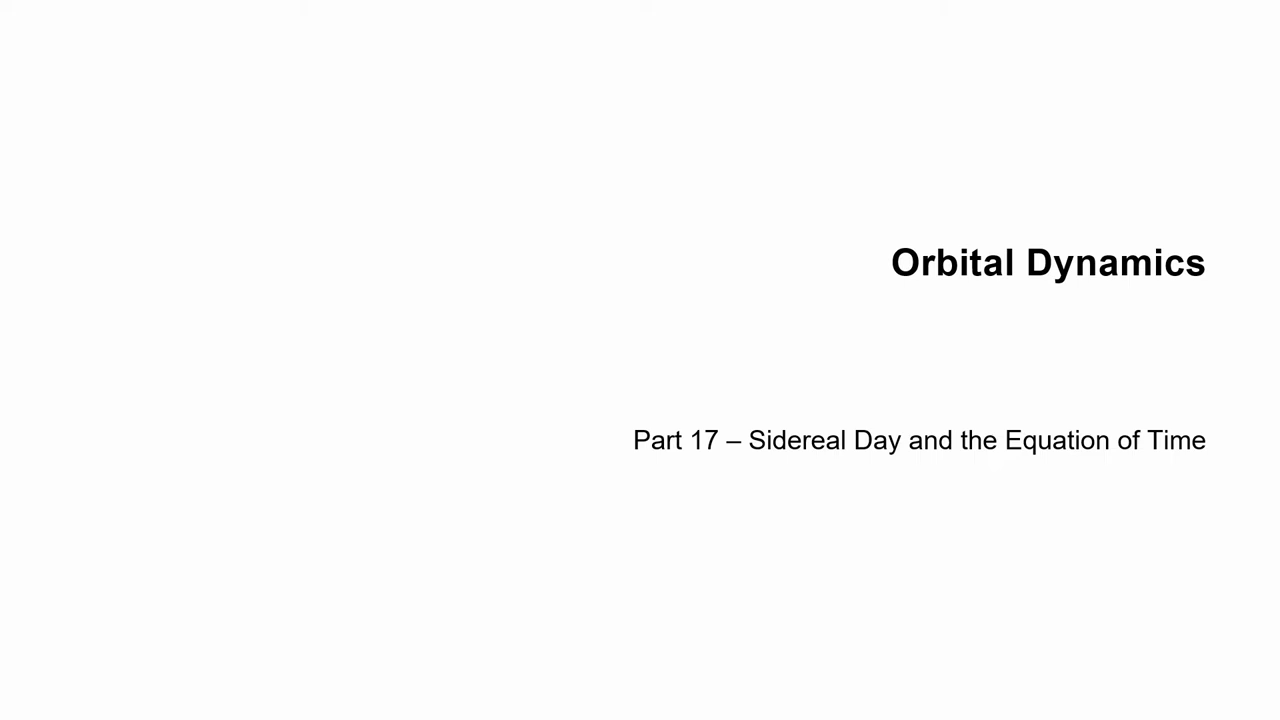 Orbital Dynamics
Part 17 – Sidereal Day and the Equation of Time